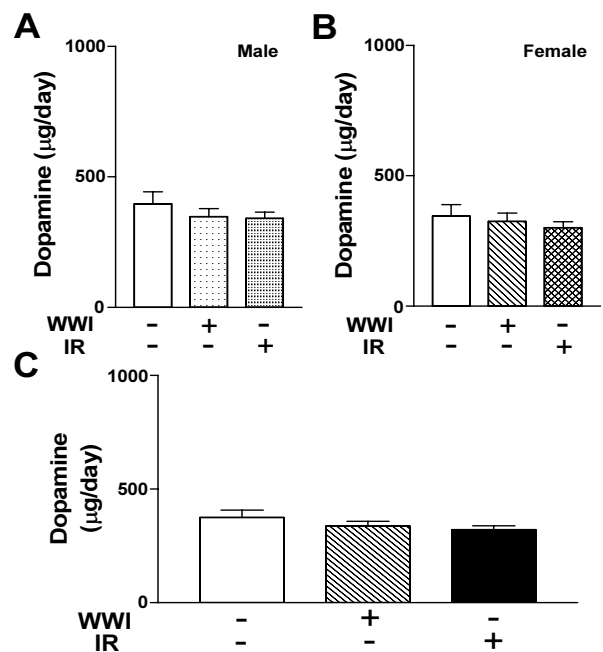 A
Male
Dopamine (μg/day)
1000
500
0
WWI - + -
IR - - +
B
Female
Dopamine (μg/day)
1000
500
0
WWI - + -
IR - - +
C
Dopamine
(μg/day)
1000
500
0
WWI - + -
IR - - +